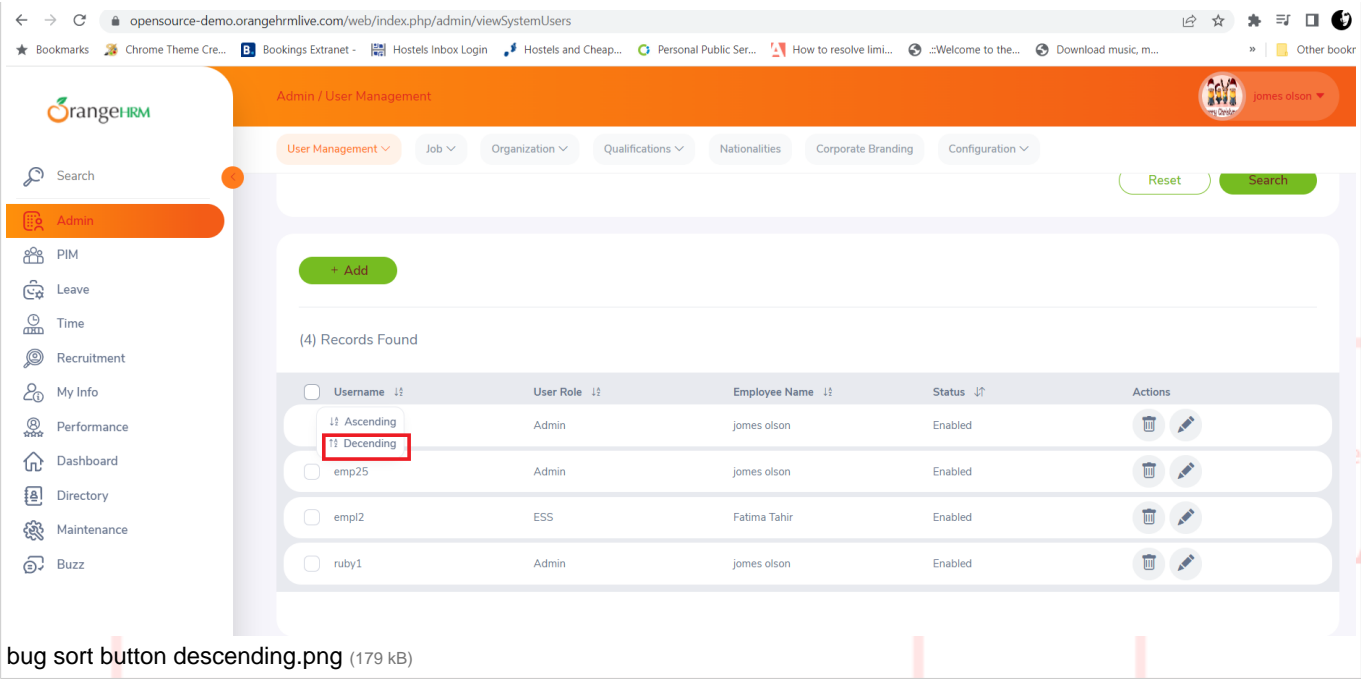 opensource-demo.orangehrmlive.com/web/index.php/admin/viewSystemUsers
Bookmarks Chrome Theme Cre... B. Bookings Extranet - Hostels Inbox Login Hostels and Cheap... Personal Public Ser... How to resolve limi... .::Welcome to the... Download music, m... » Other bookr
OrangeHRM
Admin / User Management
jomes olson
User Management Job Organization Qualifications Nationalities Corporate Branding Configuration
Search
Reset Search
Admin
PIM
Leave
Time
Recruitment
My Info
Performance
Dashboard
Directory
Maintenance
Buzz
+ Add
(4) Records Found
Username User Role Employee Name Status Actions
Ascending
Decending
Admin jomes olson Enabled
emp25 Admin jomes olson Enabled
empl2 ESS Fatima Tahir Enabled
ruby1 Admin jomes olson Enabled
bug sort button descending.png (179 kB)